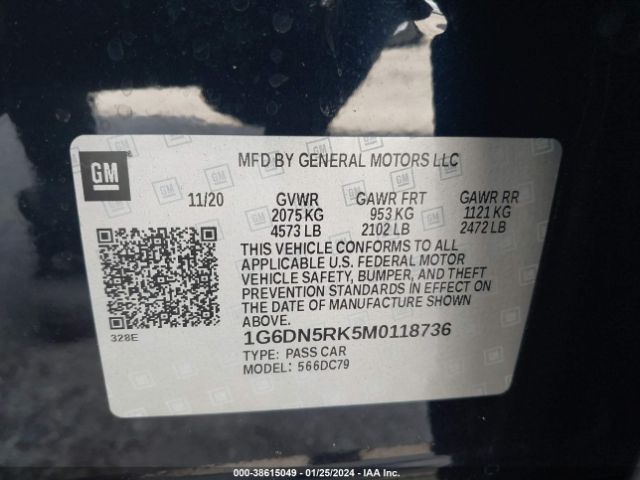 GM
MFD BY GENERAL MOTORS LLC
11/20 GVWR GAWR FRT GAWR RR
2075 KG 953 KG 1121 KG
4573 LB 2102 LB 2472 LB
THIS VEHICLE CONFORMS TO ALL
APPLICABLE U.S. FEDERAL MOTOR
VEHICLE SAFETY, BUMPER, AND THEFT
PREVENTION STANDARDS IN EFFECT ON
THE DATE OF MANUFACTURE SHOWN
ABOVE.
328E
1G6DN5RK5M0118736
TYPE: PASS CAR
MODEL: 566DC79
000-38615049 - 01/25/2024 - IAA Inc.